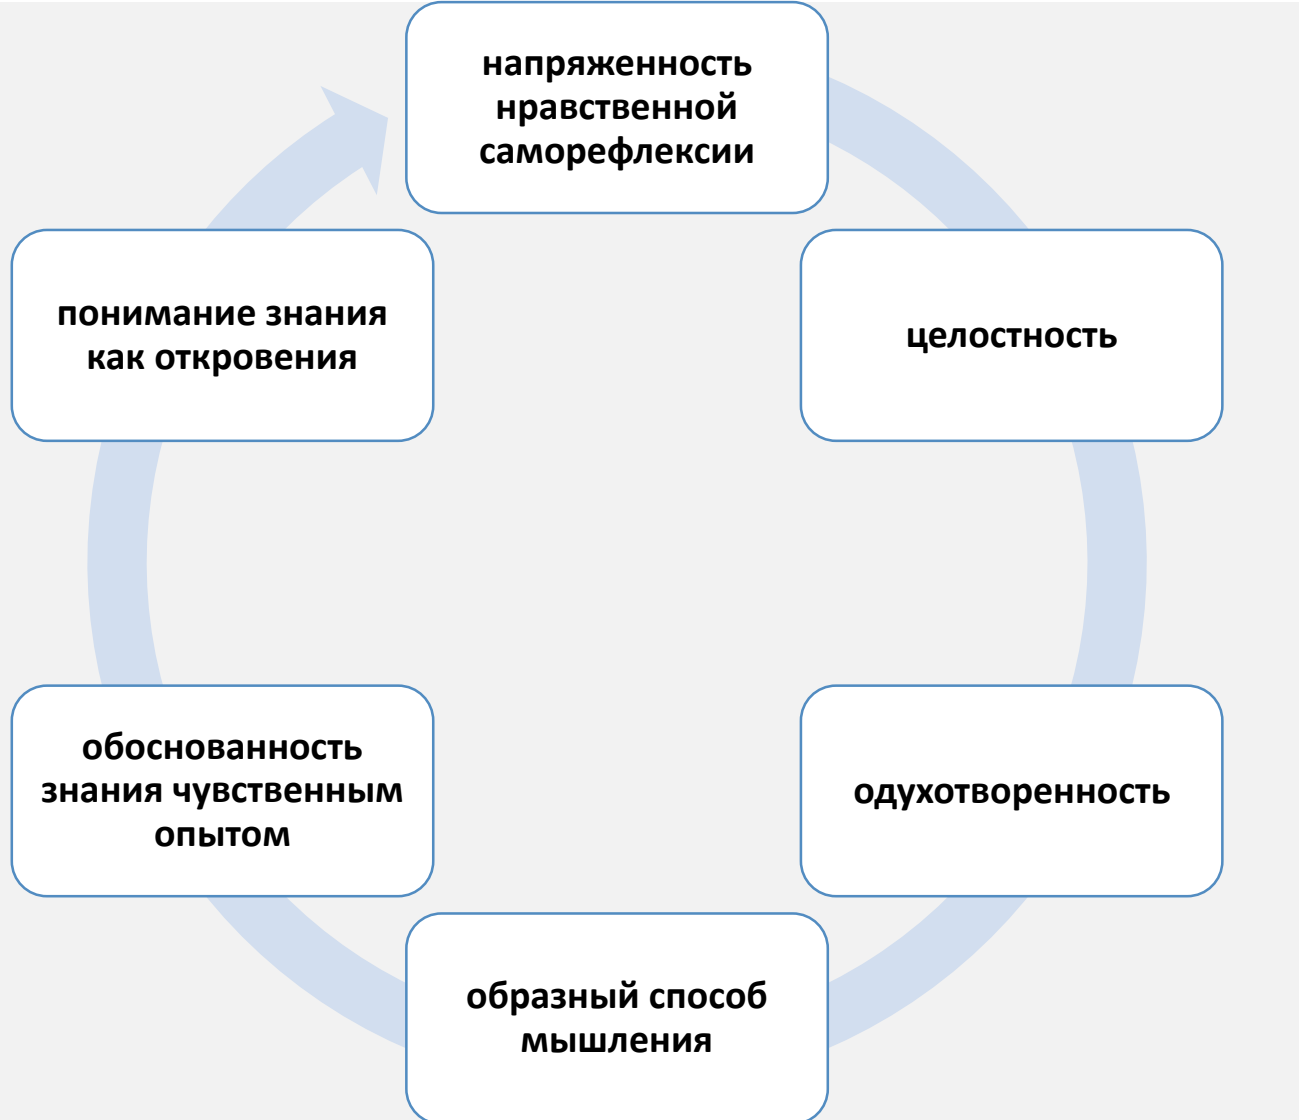 напряженность
нравственной
саморефлексии
целостность
одухотворенность
образный способ
мышления
обоснованность
знания чувственным
опытом
понимание знания
как откровения